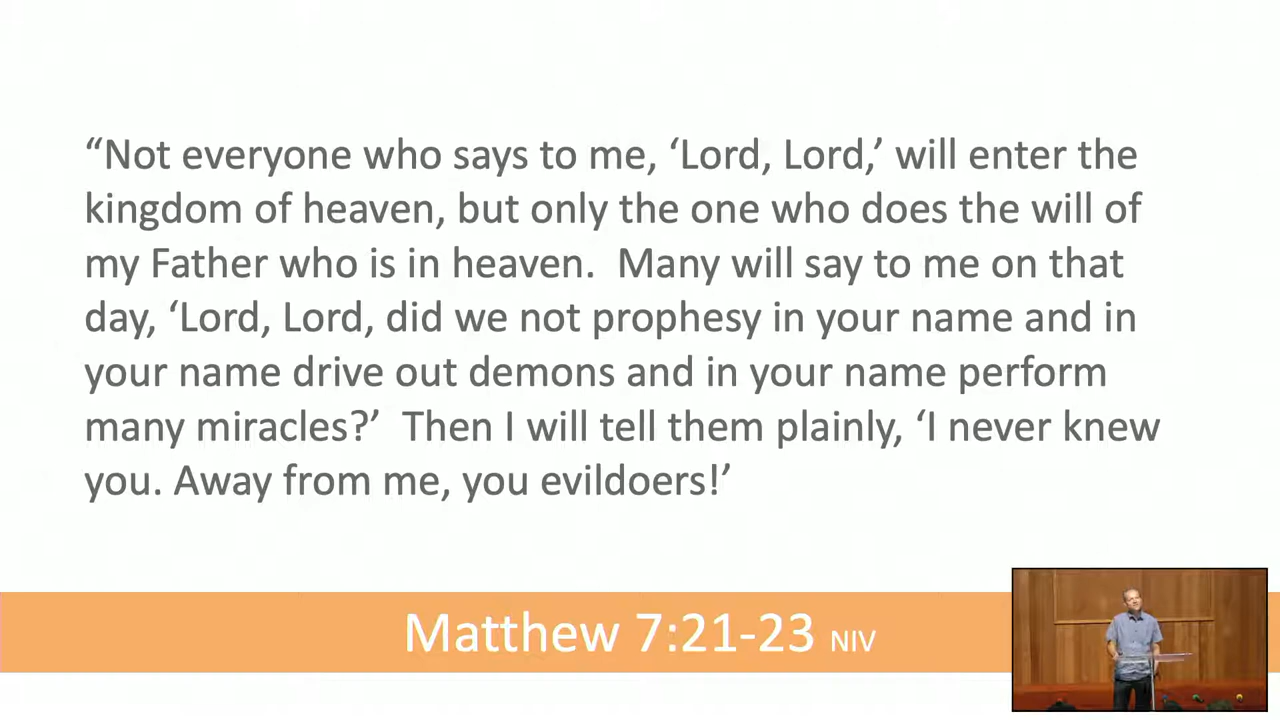 “Not everyone who says to me, ‘Lord, Lord,’ will enter the
kingdom of heaven, but only the one who does the will of
my Father who is in heaven.  Many will say to me on that
day, ‘Lord, Lord, did we not prophesy in your name and in
your name drive out demons and in your name perform
many miracles?’  Then I will tell them plainly, ‘I never knew
you. Away from me, you evildoers!’
Matthew 7:21-23 NIV